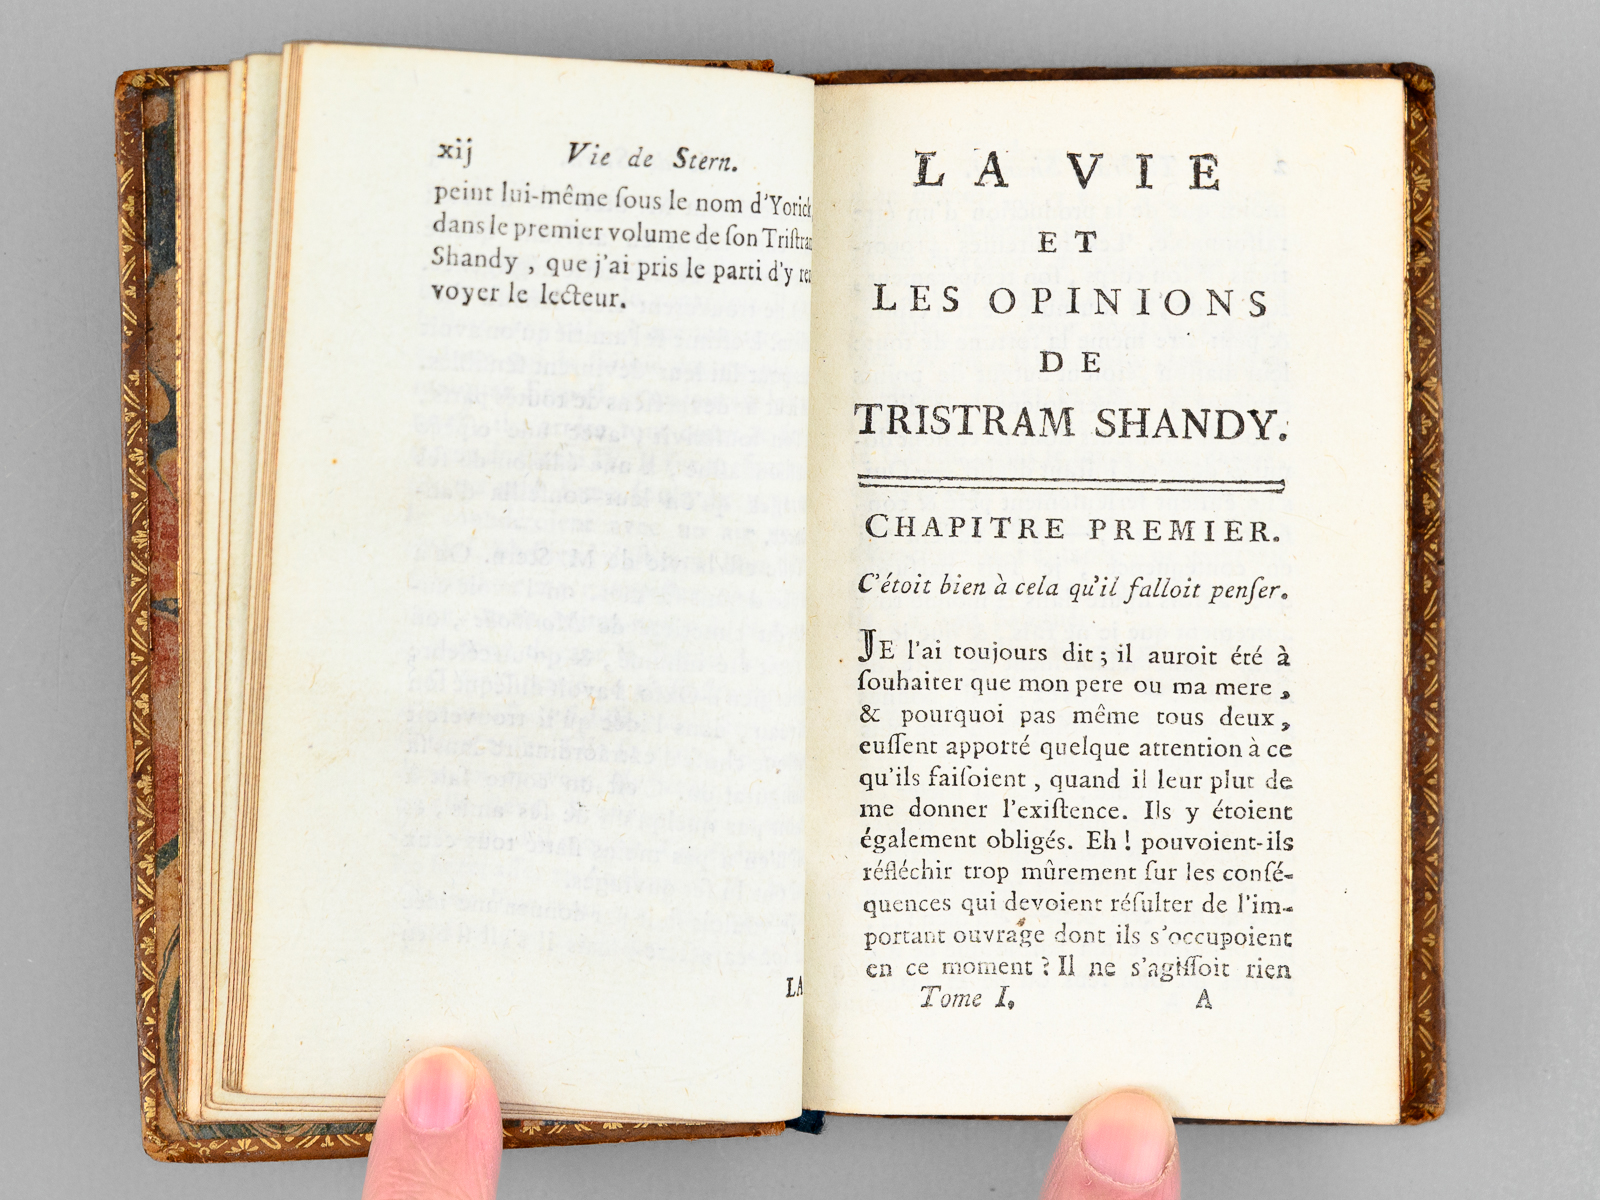 xij Vie de Stern.
peint lui-même ſous le nom d'Yorick,
dans le premier volume de ſon Triſtram
Shandy, que j'ai pris le parti d'y ren
voyer le lecteur.
LA
LA VIE
ET
LES OPINIONS
DE
TRISTRAM SHANDY.
CHAPITRE PREMIER.
C'étoit bien à cela qu'il falloit penſer.
JE l'ai toujours dit; il auroit été à
ſouhaiter que mon pere ou ma mere,
& pourquoi pas même tous deux,
euſſent apporté quelque attention à ce
qu'ils faiſoient, quand il leur plut de
me donner l'exiſtence. Ils y étoient
également obligés. Eh! pouvoient-ils
réfléchir trop mûrement ſur les conſé-
quences qui devoient réſulter de l'im-
portant ouvrage dont ils s'occupoient
en ce moment? Il ne s'agiſſoit rien
Tome I. A